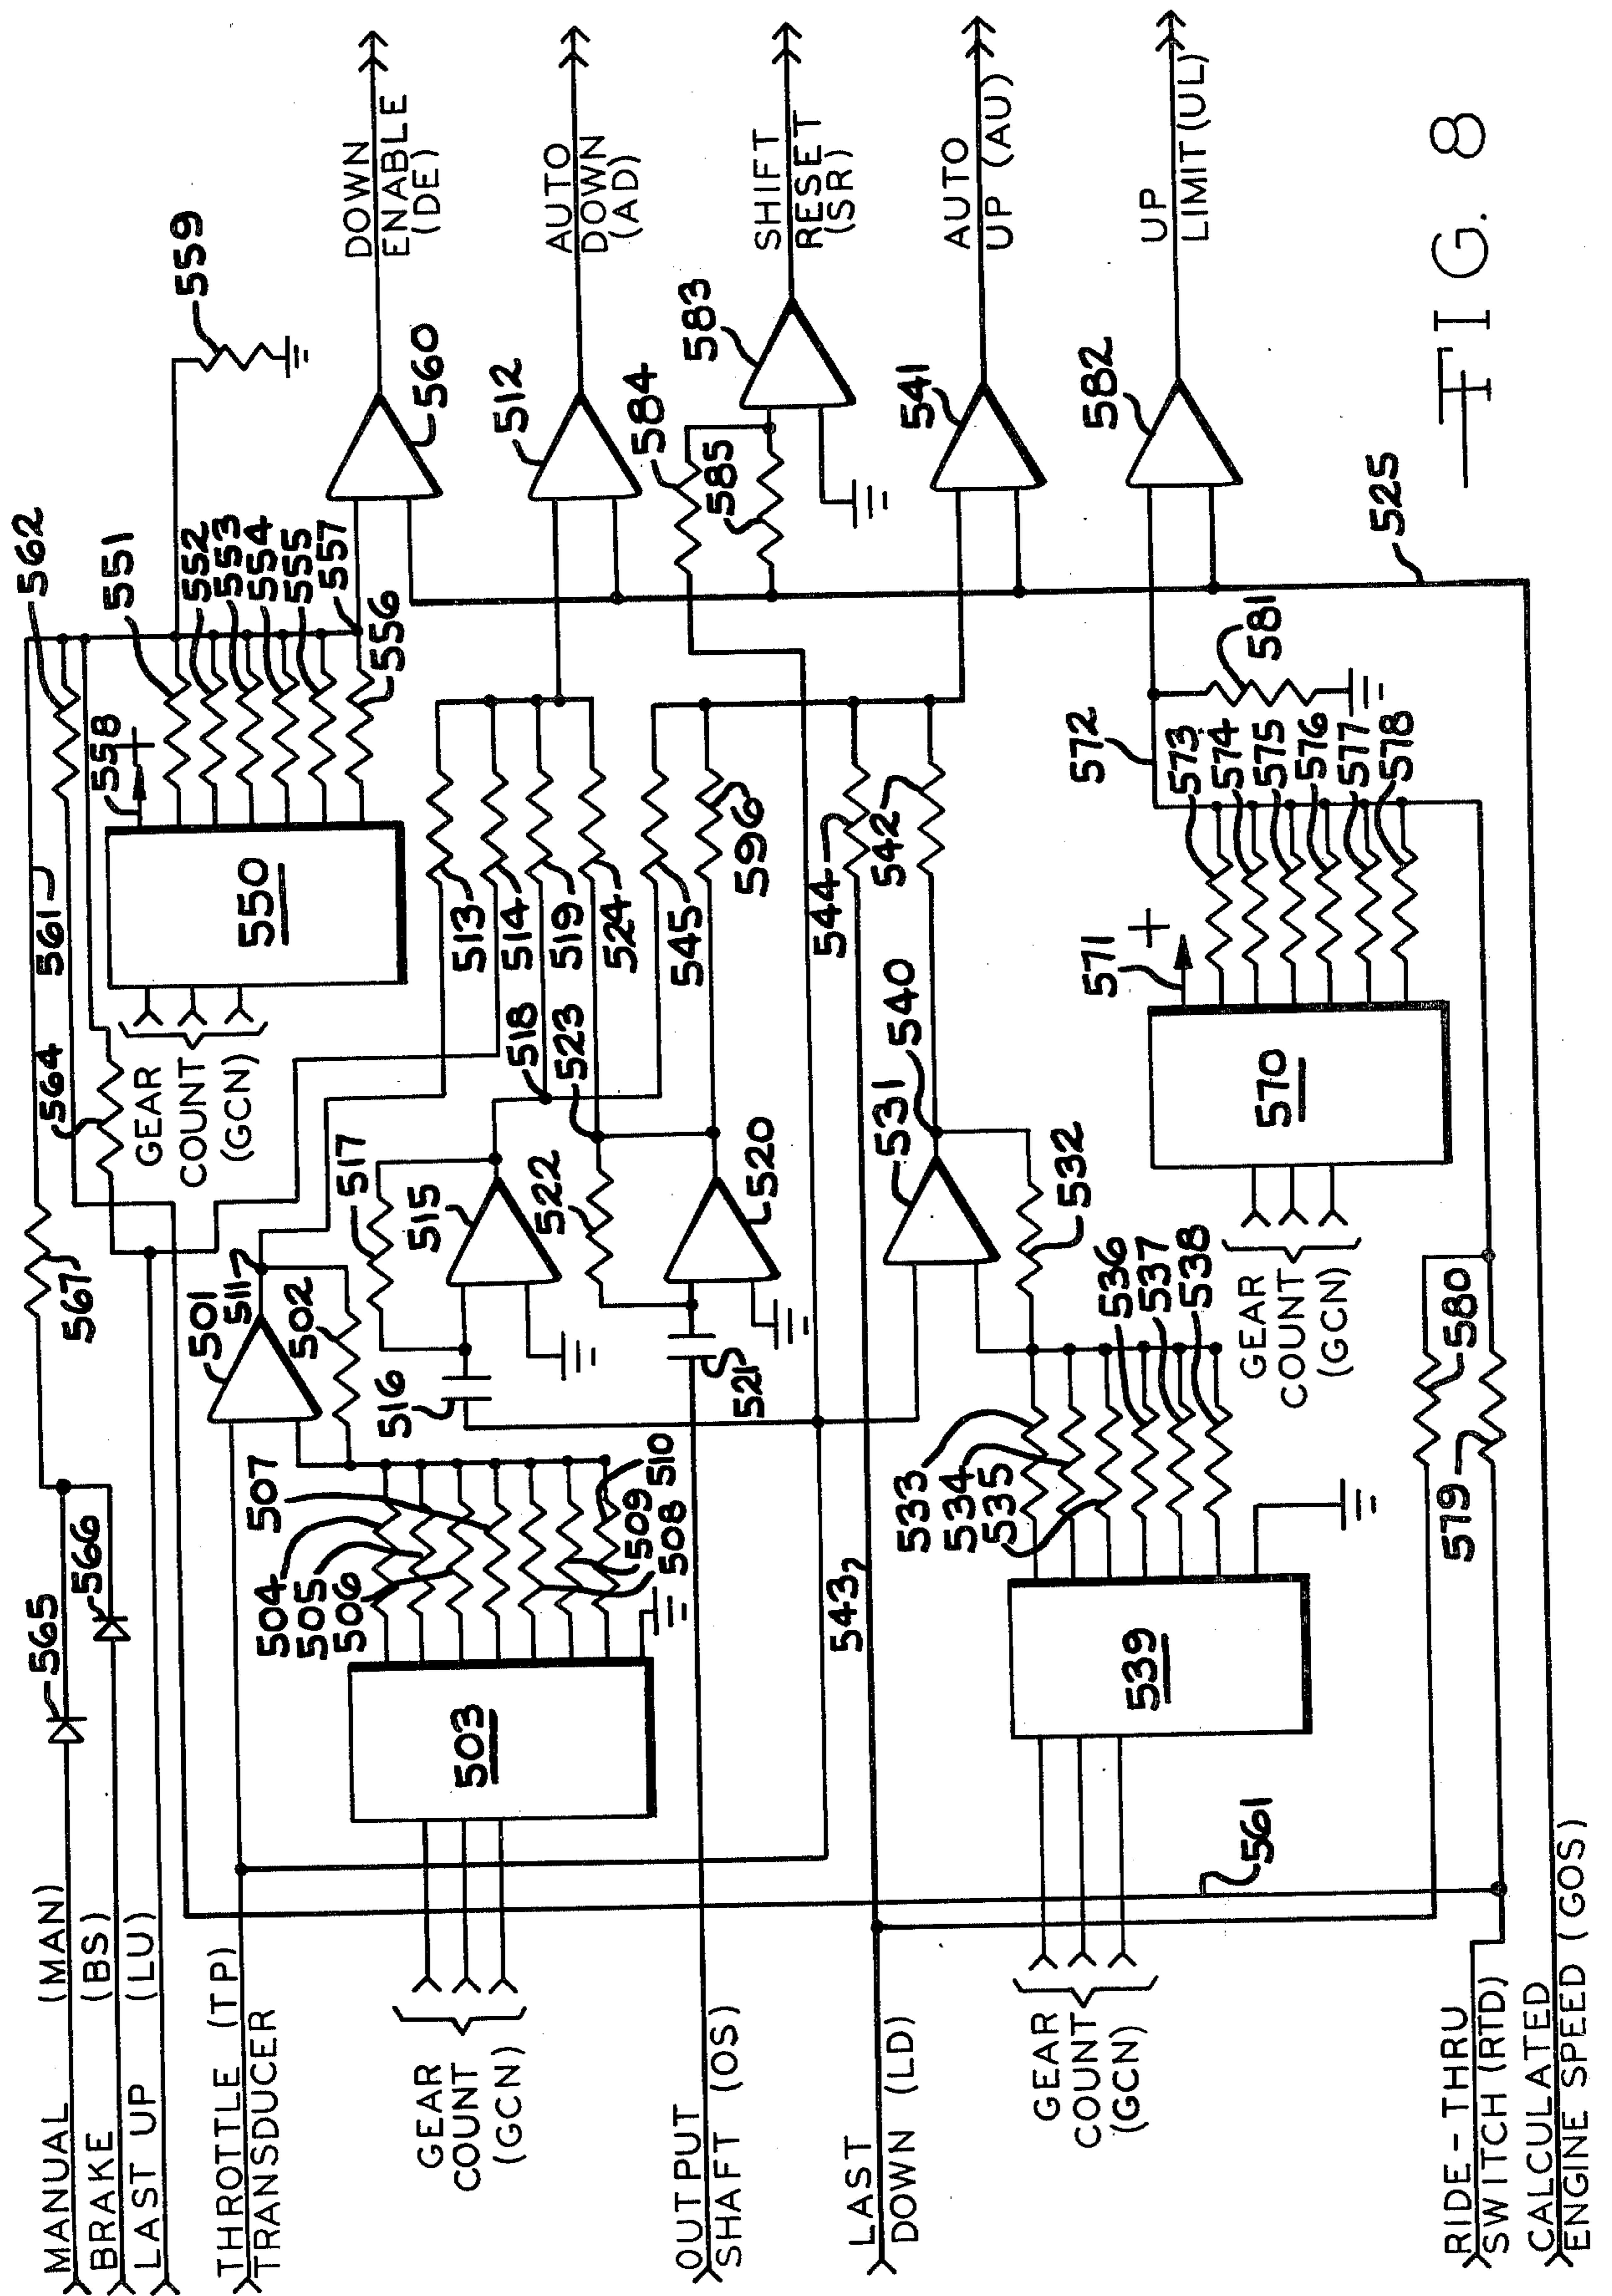 MANUAL (MAN)
BRAKE (BS)
LAST UP (LU)
THROTTLE (TP)
TRANSDUCER
GEAR
COUNT
(GCN)
OUTPUT
SHAFT (OS)
LAST
DOWN (LD)
GEAR
COUNT
(GCN)
RIDE-THRU
SWITCH (RTD)
CALCULATED
ENGINE SPEED (GOS)
565
566
567
564
561
562
503
504
505
506
507
508
509
510
501
511
502
516
517
515
518
522
523
521
520
543
561
539
533
534
535
536
537
538
531
540
532
GEAR
COUNT
(GCN)
550
558
+
551
552
553
554
555
557
556
559
513
514
519
524
545
596
544
542
GEAR
COUNT
(GCN)
570
571
+
572
573
574
575
576
577
578
581
580
579
560
512
584
585
583
541
582
525
DOWN
ENABLE
(DE)
AUTO
DOWN
(AD)
SHIFT
RESET
(SR)
AUTO
UP (AU)
UP
LIMIT(UL)
FIG. 8